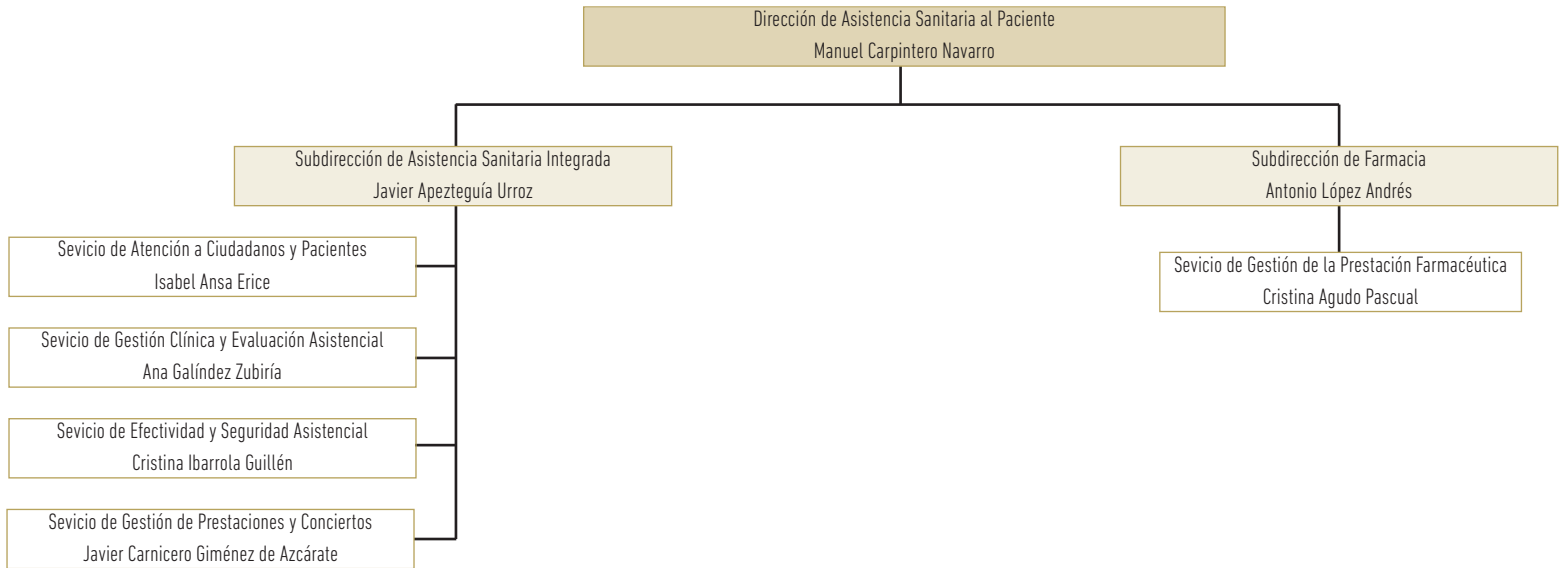 Dirección de Asistencia Sanitaria al Paciente
Manuel Carpintero Navarro
Subdirección de Asistencia Sanitaria Integrada
Javier Apezteguía Urroz
Subdirección de Farmacia
Antonio López Andrés
Sevicio de Atención a Ciudadanos y Pacientes
Isabel Ansa Erice
Sevicio de Gestión de la Prestación Farmacéutica
Cristina Agudo Pascual
Sevicio de Gestión Clínica y Evaluación Asistencial
Ana Galíndez Zubiría
Sevicio de Efectividad y Seguridad Asistencial
Cristina Ibarrola Guillén
Sevicio de Gestión de Prestaciones y Conciertos
Javier Carnicero Giménez de Azcárate